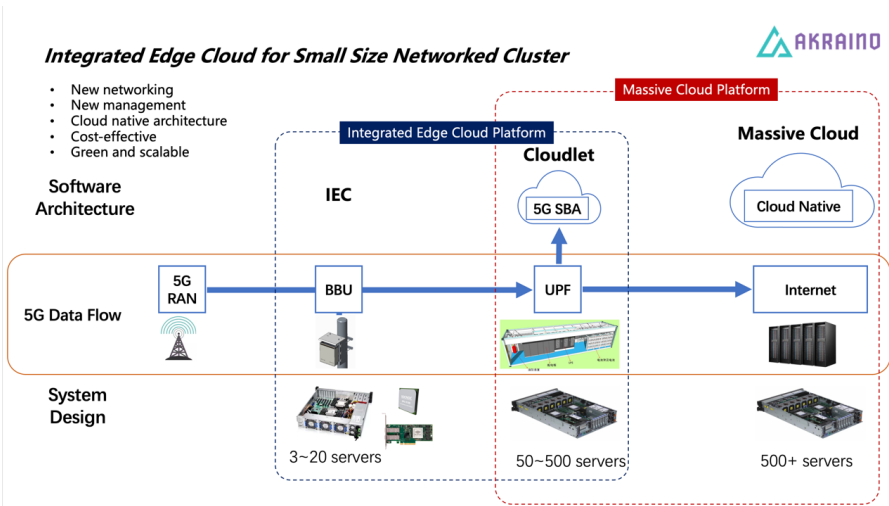 Integrated Edge Cloud for Small Size Networked Cluster
AKRAINO
• New networking
• New management
• Cloud native architecture
• Cost-effective
• Green and scalable
Massive Cloud Platform
Integrated Edge Cloud Platform
Software
Architecture
IEC
Cloudlet
Massive Cloud
5G SBA
Cloud Native
5G Data Flow
5G
RAN
BBU
UPF
Internet
System
Design
3~20 servers
50~500 servers
500+ servers